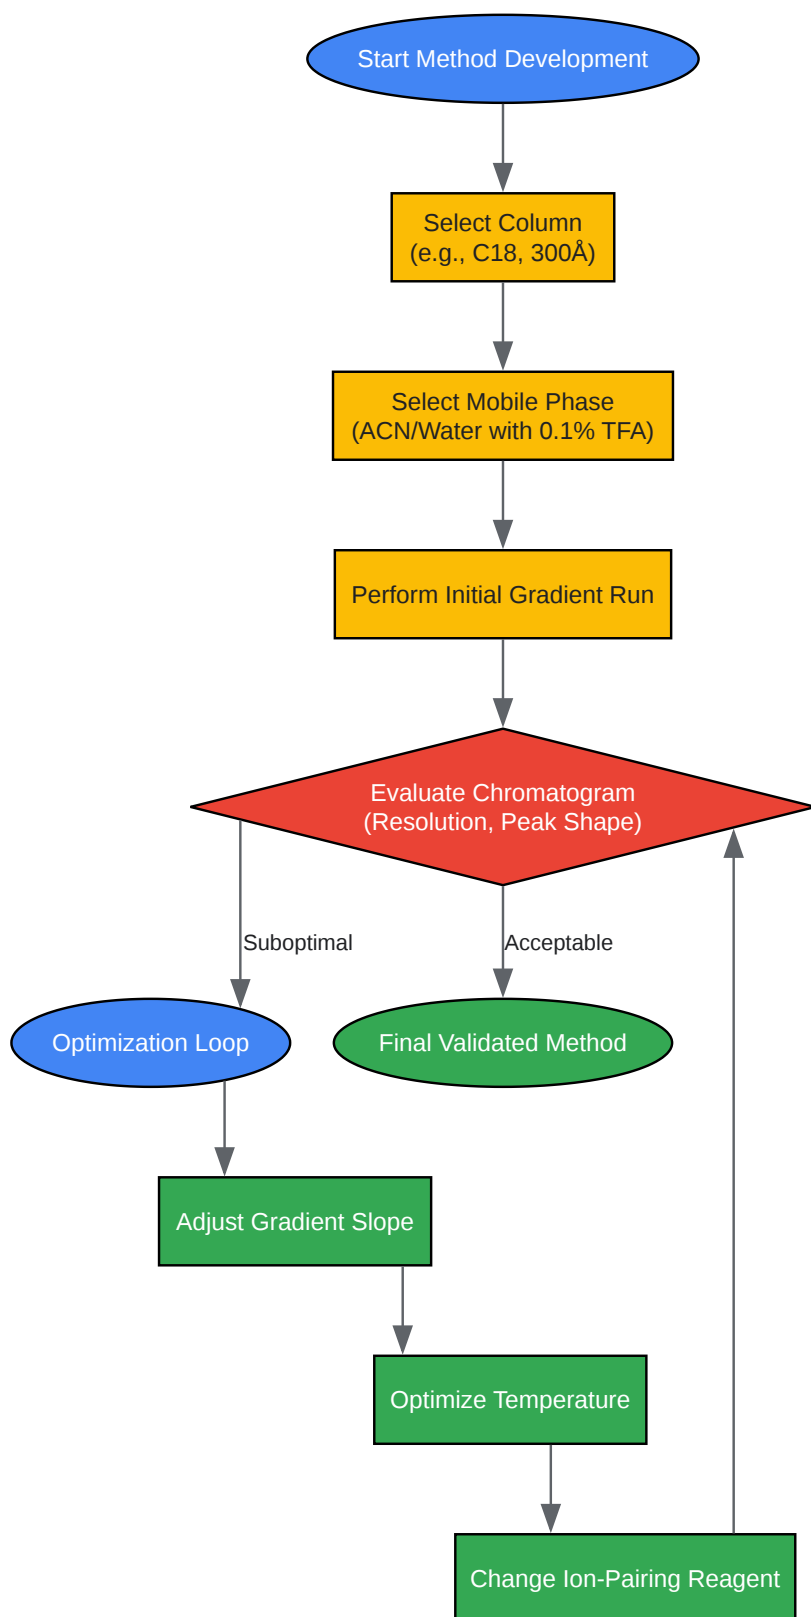 Start Method Development
Select Column
(e.g., C18, 300Å)
Select Mobile Phase
(ACN/Water with 0.1% TFA)
Perform Initial Gradient Run
Evaluate Chromatogram
(Resolution, Peak Shape)
Suboptimal
Acceptable
Optimization Loop
Final Validated Method
Adjust Gradient Slope
Optimize Temperature
Change Ion-Pairing Reagent